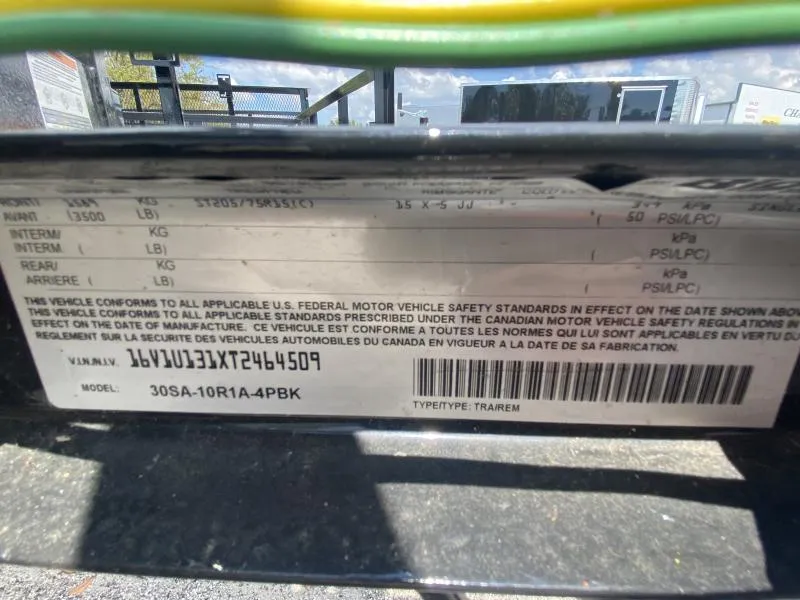 AVANT 1589 KG ST205/75R15(C) 15 X 5 JJ 
(3500 LB) ( 50 PSI/LPC)
INTERM/ KG kPa
INTERM. ( LB) ( PSI/LPC)
REAR/ KG kPa
ARRIERE ( LB) ( PSI/LPC)
THIS VEHICLE CONFORMS TO ALL APPLICABLE U.S. FEDERAL MOTOR VEHICLE SAFETY STANDARDS IN EFFECT ON THE DATE SHOWN ABOV
THIS VEHICLE CONFORMS TO ALL APPLICABLE STANDARDS PRESCRIBED UNDER THE CANADIAN MOTOR VEHICLE SAFETY REGULATIONS IN
EFFECT ON THE DATE OF MANUFACTURE. CE VEHICULE EST CONFORME A TOUTES LES NORMES QUI LUI SONT APPLICABLES EN VERTU DU
REGLEMENT SUR LA SECURITE DES VEHICULES AUTOMOBILES DU CANADA EN VIGUEUR A LA DATE DE SA FABRICATION.
V.I.N./N.I.V. 16V1U131XT2464509
MODEL: 30SA-10R1A-4PBK
TYPE/TYPE: TRA/REM